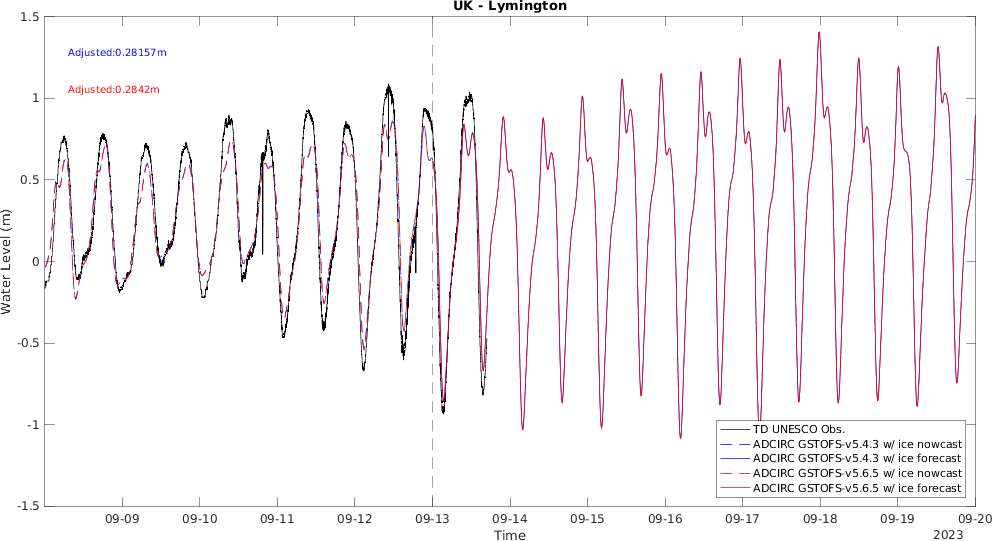 UK - Lymington
1.5
1
0.5
0
-0.5
-1
-1.5
Water Level (m)
Adjusted:0.28157m
Adjusted:0.2842m
TD UNESCO Obs.
ADCIRC GSTOFS-v5.4.3 w/ ice nowcast
ADCIRC GSTOFS-v5.4.3 w/ ice forecast
ADCIRC GSTOFS-v5.6.5 w/ ice nowcast
ADCIRC GSTOFS-v5.6.5 w/ ice forecast
09-09 09-10 09-11 09-12 09-13 09-14 09-15 09-16 09-17 09-18 09-19 09-20
Time
2023